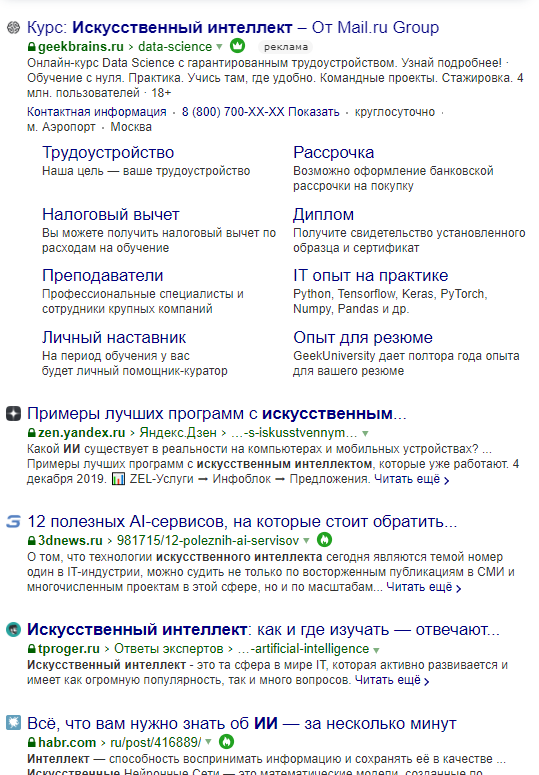 Курс: Искусственный интеллект – От Mail.ru Group
geekbrains.ru › data-science реклама
Онлайн-курс Data Science с гарантированным трудоустройством. Узнай подробнее! ·
Обучение с нуля. Практика. Учись там, где удобно. Командные проекты. Стажировка. 4
млн. пользователей · 18+
Контактная информация · 8 (800) 700-XX-XX Показать · круглосуточно ·
м. Аэропорт · Москва
Трудоустройство
Наша цель — ваше трудоустройство
Рассрочка
Возможно оформление банковской
рассрочки на покупку
Налоговый вычет
Вы можете получить налоговый вычет по
расходам на обучение
Диплом
Получите свидетельство установленного
образца и сертификат
Преподаватели
Профессиональные специалисты и
сотрудники крупных компаний
IT опыт на практике
Python, Tensorflow, Keras, PyTorch,
Numpy, Pandas и др.
Личный наставник
На период обучения у вас
будет личный помощник-куратор
Опыт для резюме
GeekUniversity дает полтора года опыта
для вашего резюме
Примеры лучших программ с искусственным...
zen.yandex.ru › Яндекс.Дзен › …-s-iskusstvennym…
Какой ИИ существует в реальности на компьютерах и мобильных устройствах? ...
Примеры лучших программ с искусственным интеллектом, которые уже работают. 4
декабря 2019. ZEL-Услуги ➞ Инфоблок ➞ Предложения. Читать ещё ›
12 полезных AI-сервисов, на которые стоит обратить...
3dnews.ru › 981715/12-poleznih-ai-servisov
О том, что технологии искусственного интеллекта сегодня являются темой номер
один в IT-индустрии, можно судить не только по восторженным публикациям в СМИ и
многочисленным проектам в этой сфере, но и по масштабам... Читать ещё ›
Искусственный интеллект: как и где изучать — отвечают...
tproger.ru › Ответы экспертов › …-artificial-intelligence
Искусственный интеллект - это та сфера в мире IT, которая активно развивается и
имеет как огромную популярность, так и много вопросов. Читать ещё ›
Всё, что вам нужно знать об ИИ — за несколько минут
habr.com › ru/post/416889/
Интеллект — способность воспринимать информацию и сохранять её в качестве ...
Искусственные Нейронные Сети — это математические модели, созданные по